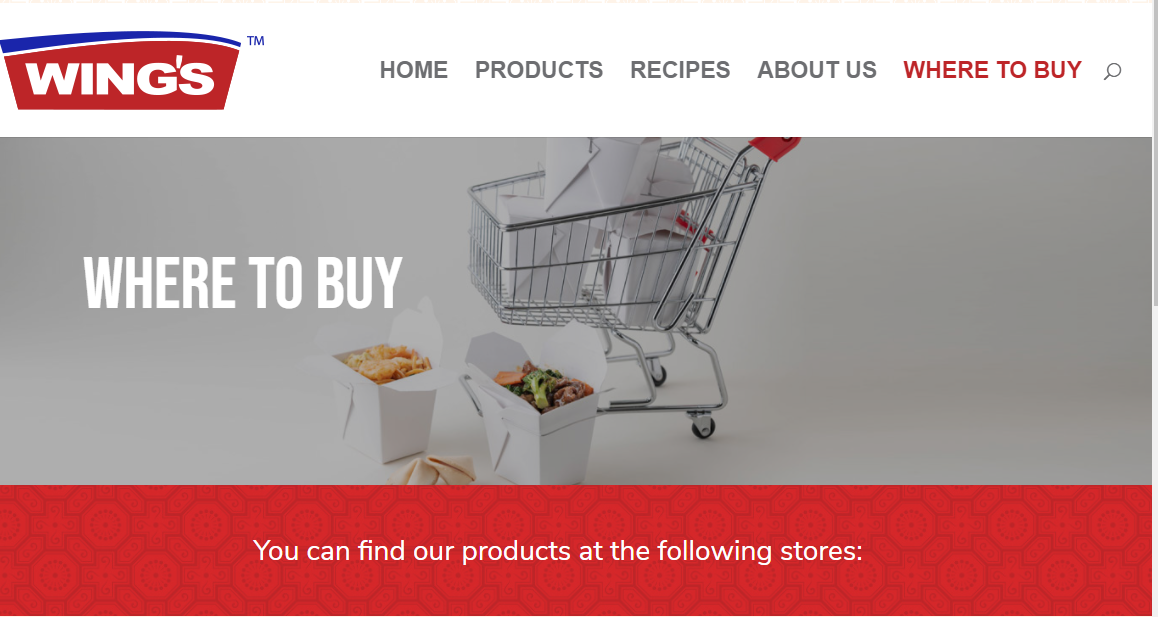 WING'S
TM
HOME PRODUCTS RECIPES ABOUT US WHERE TO BUY
WHERE TO BUY
You can find our products at the following stores: